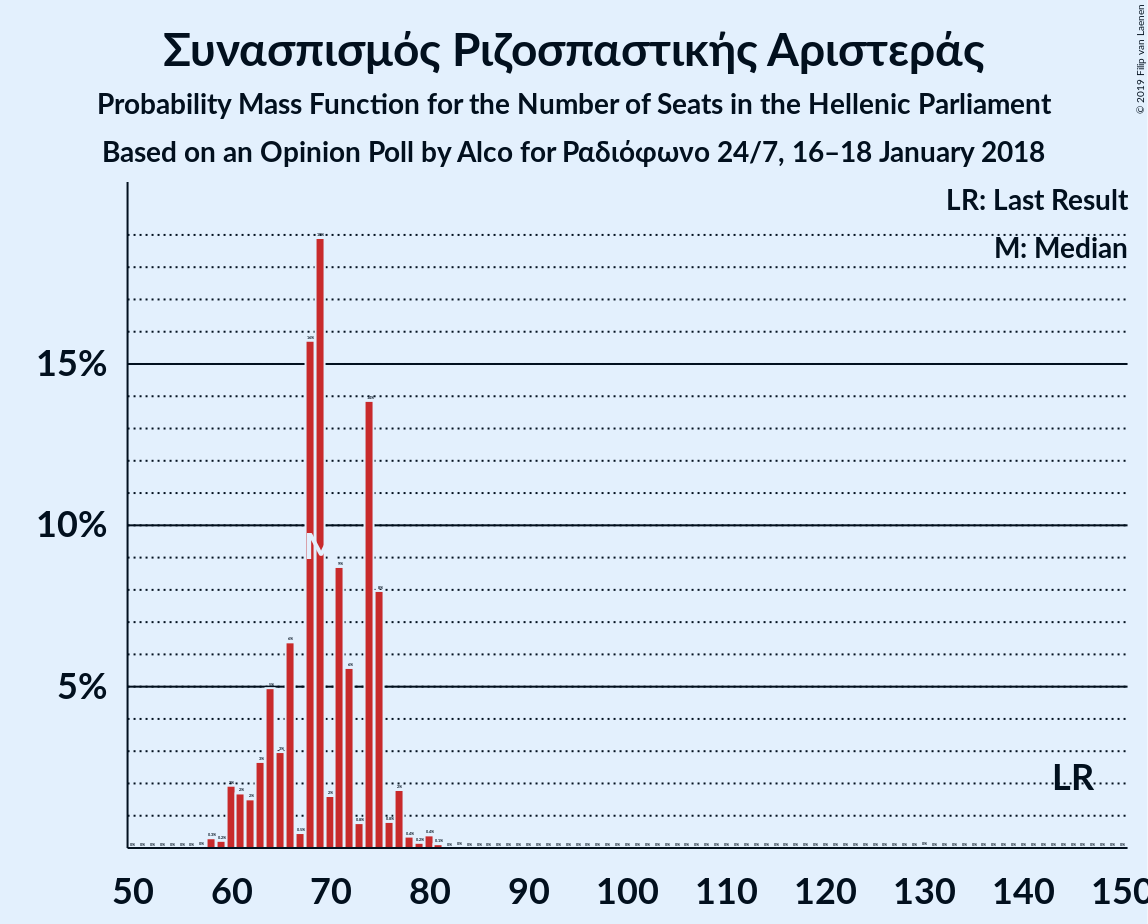 Συνασπισμός Ριζοσπαστικής Αριστεράς
Probability Mass Function for the Number of Seats in the Hellenic Parliament
Based on an Opinion Poll by Alco for Ραδιόφωνο 24/7, 16–18 January 2018
© 2019 Filip van Laenen
LR: Last Result
M: Median
15%
10%
M
5%
LR
50 60 70 80 90 100 110 120 130 140 150